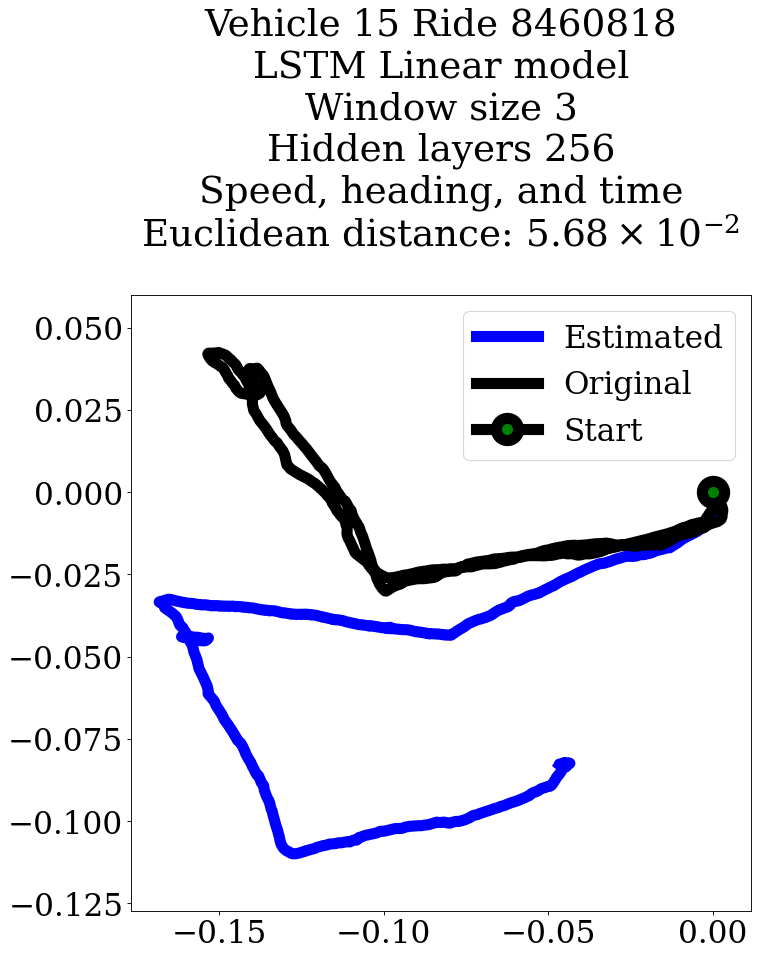 Vehicle 15 Ride 8460818
LSTM Linear model
Window size 3
Hidden layers 256
Speed, heading, and time
Euclidean distance: 5.68 × 10⁻²
Estimated
Original
Start
0.050
0.025
0.000
−0.025
−0.050
−0.075
−0.100
−0.125
−0.15 −0.10 −0.05 0.00